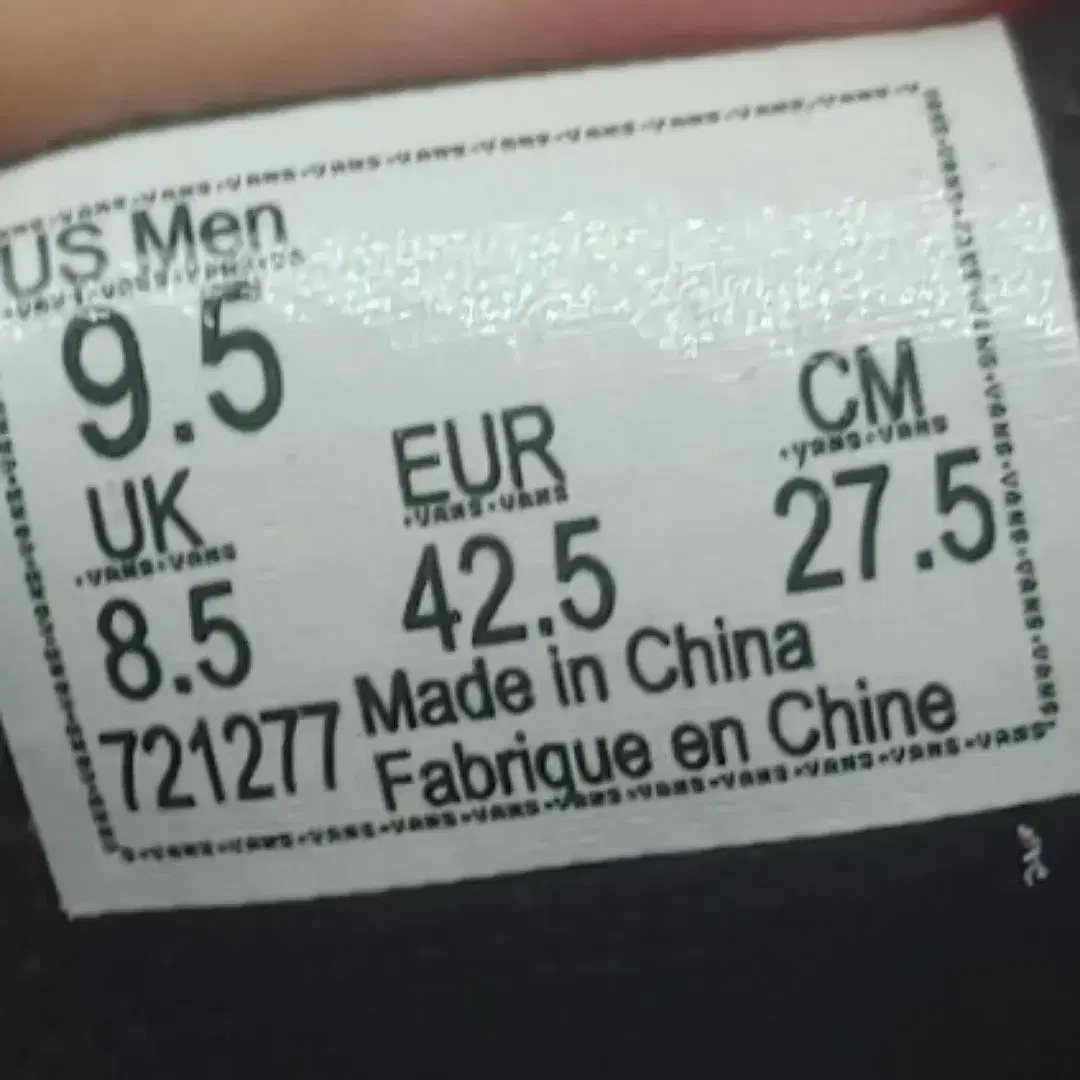 US Men
9.5
UK
8.5
EUR
42.5
CM
27.5
721277
Made in China
Fabrique en Chine